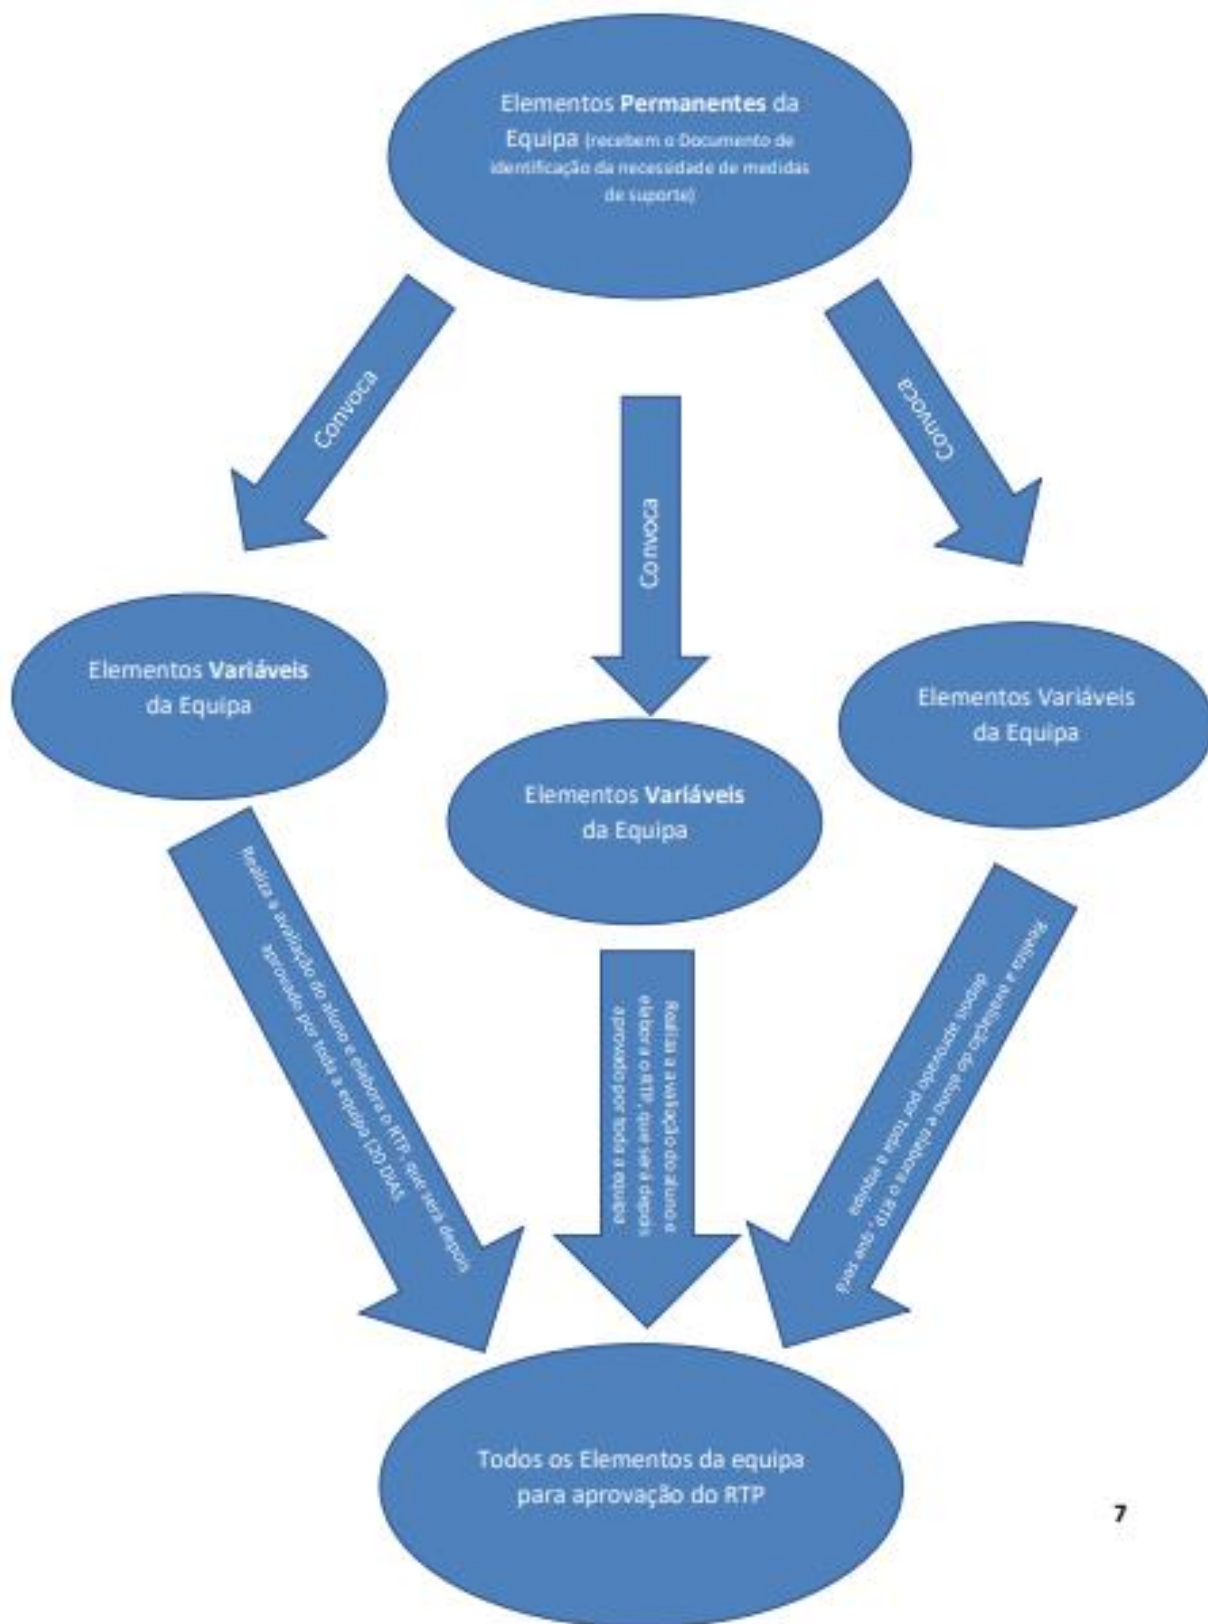 Elementos Permanentes da
Equipa (recebem o Documento de
identificação da necessidade de medidas
de suporte)
Convoca
Convoca
Convoca
Elementos Variáveis
da Equipa
Elementos Variáveis
da Equipa
Elementos Variáveis
da Equipa
Realiza a avaliação do aluno e elabora o RTP, que será depois
aprovado por toda a equipa (20 DIAS
Realiza a avaliação do aluno e
elabora o RTP, que será depois
aprovado por toda a equipa
Realiza a avaliação do aluno e elabora o RTP, que será
depois aprovado por toda a equipa
Todos os Elementos da equipa
para aprovação do RTP
7